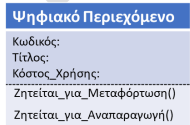 Ψηφιακό Περιεχόμενο
Κωδικός:
Τίτλος:
Κόστος_Χρήσης:
Ζητείται_για_Μεταφόρτωση()
Ζητείται_για_Αναπαραγωγή()